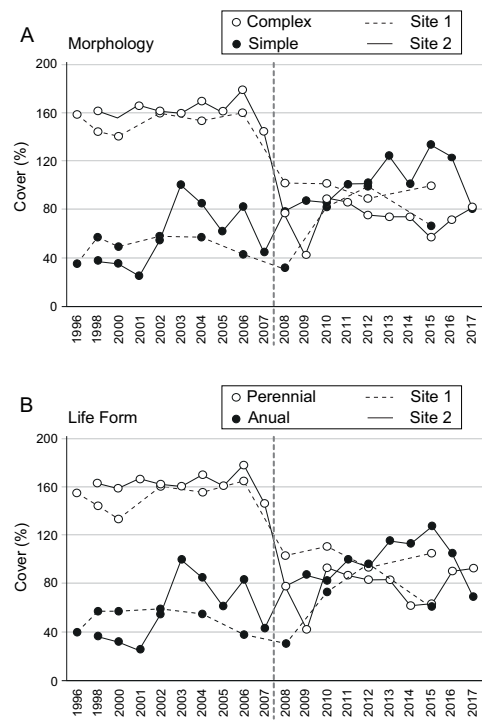 A
Morphology
Complex Site 1
Simple Site 2
Cover (%)
200
160
120
80
40
0
1996 1998 2000 2001 2002 2003 2004 2005 2006 2007 2008 2009 2010 2011 2012 2013 2014 2015 2016 2017
B
Life Form
Perennial Site 1
Anual Site 2
Cover (%)
200
160
120
80
40
0
1996 1998 2000 2001 2002 2003 2004 2005 2006 2007 2008 2009 2010 2011 2012 2013 2014 2015 2016 2017